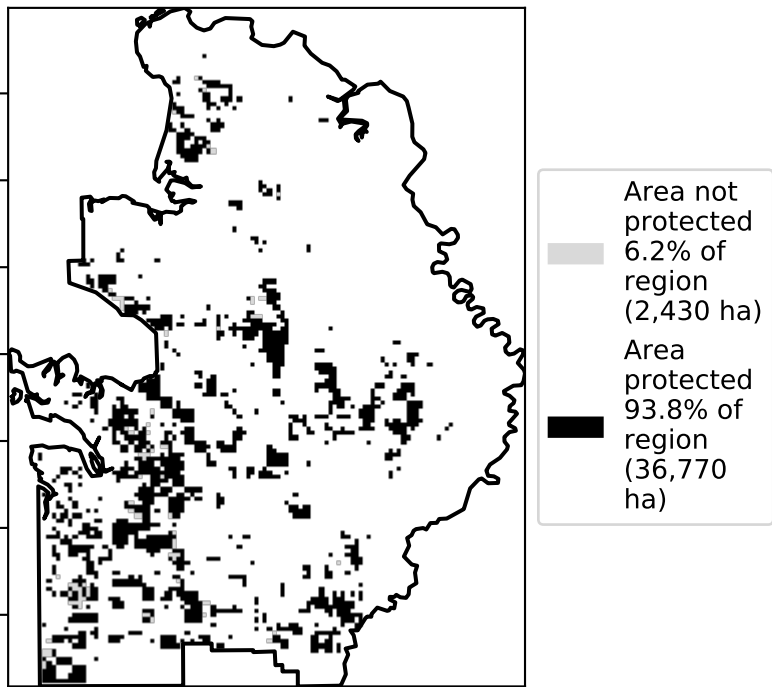 Area not
protected
6.2% of
region
(2,430 ha)
Area
protected
93.8% of
region
(36,770
ha)